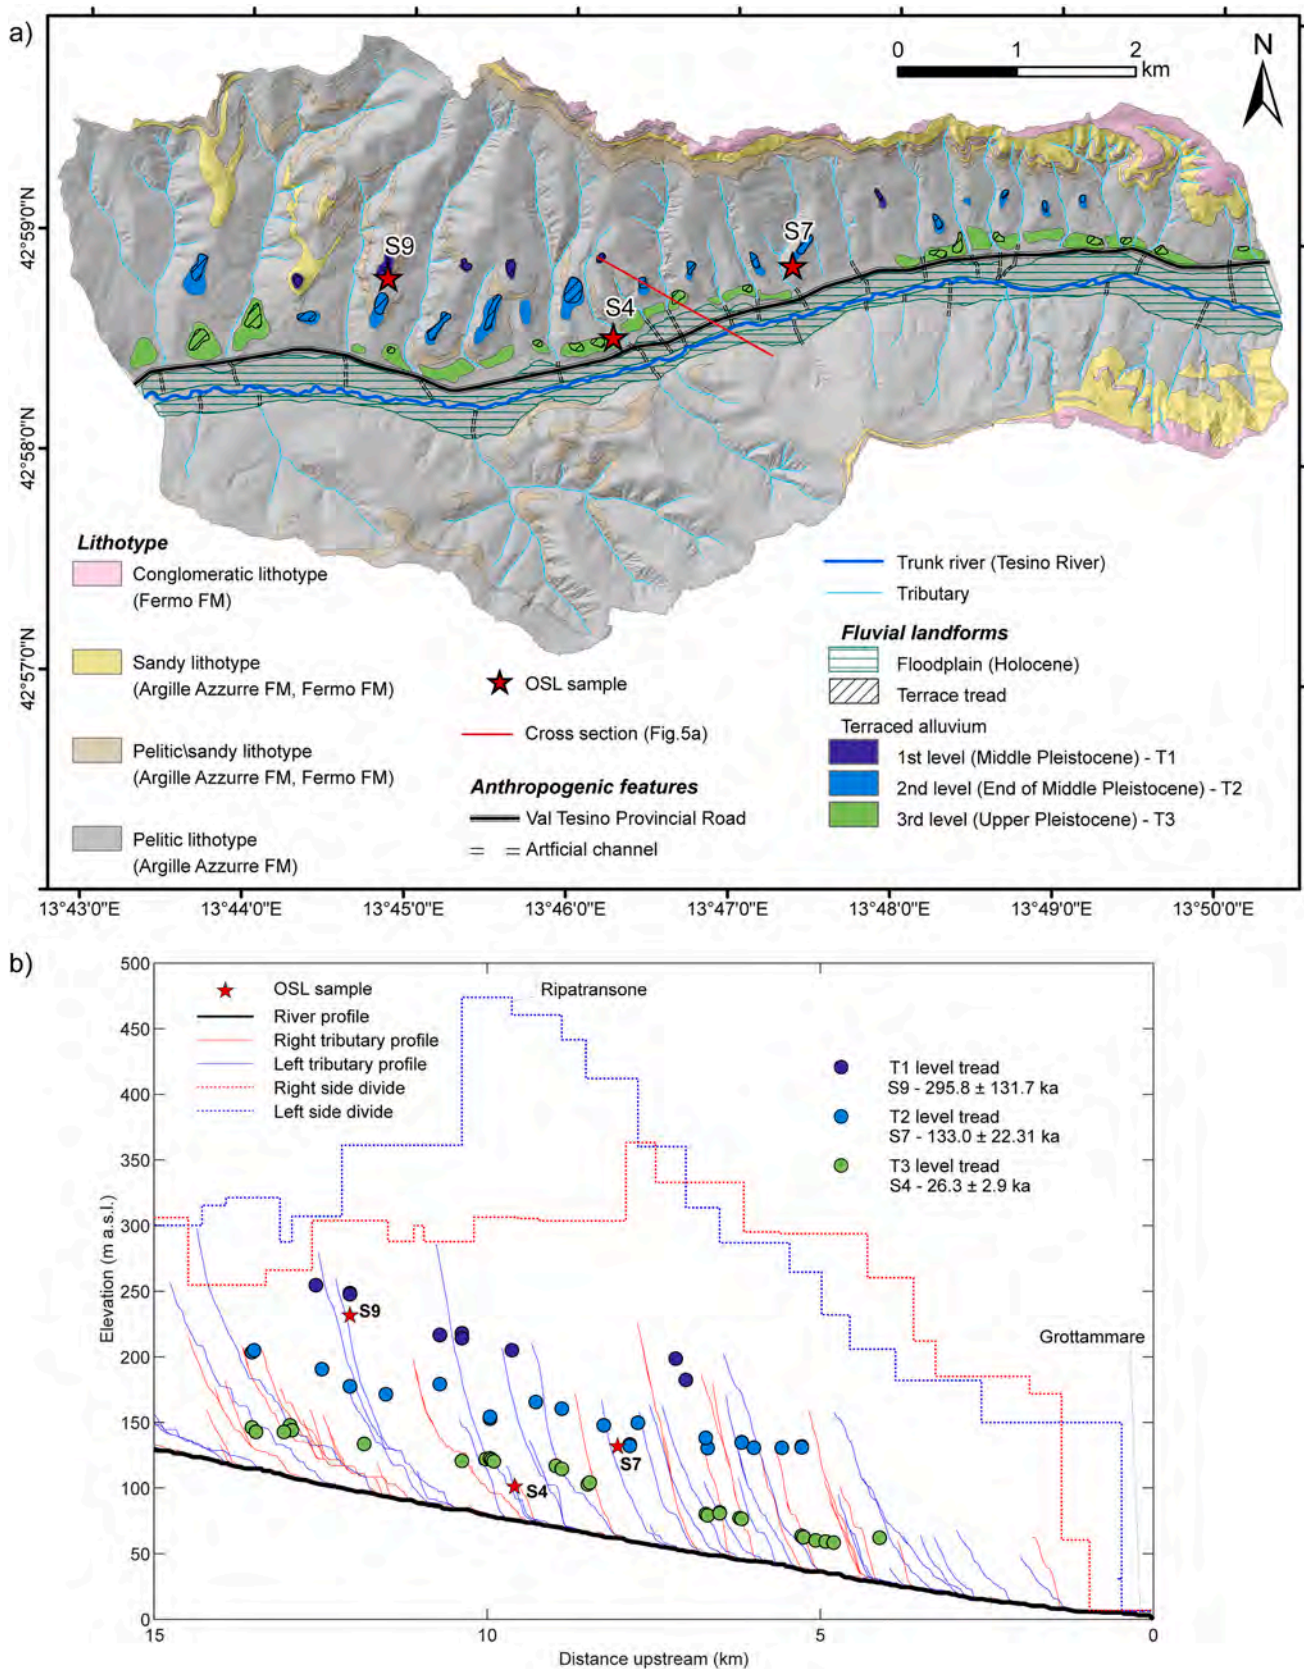 a)
0 1 2
km
N
42°59'0"N
42°58'0"N
42°57'0"N
S9
S7
S4
Lithotype
Conglomeratic lithotype
(Fermo FM)
Sandy lithotype
(Argille Azzurre FM, Fermo FM)
Pelitic\sandy lithotype
(Argille Azzurre FM, Fermo FM)
Pelitic lithotype
(Argille Azzurre FM)
OSL sample
Cross section (Fig.5a)
Anthropogenic features
Val Tesino Provincial Road
Artficial channel
Trunk river (Tesino River)
Tributary
Fluvial landforms
Floodplain (Holocene)
Terrace tread
Terraced alluvium
1st level (Middle Pleistocene) - T1
2nd level (End of Middle Pleistocene) - T2
3rd level (Upper Pleistocene) - T3
13°43'0"E 13°44'0"E 13°45'0"E 13°46'0"E 13°47'0"E 13°48'0"E 13°49'0"E 13°50'0"E
b)
500
450
400
350
300
250
200
150
100
50
0
Elevation (m a.s.l.)
OSL sample
River profile
Right tributary profile
Left tributary profile
Right side divide
Left side divide
Ripatransone
T1 level tread
S9 - 295.8 ± 131.7 ka
T2 level tread
S7 - 133.0 ± 22.31 ka
T3 level tread
S4 - 26.3 ± 2.9 ka
S9
S7
S4
Grottammare
15 10 5 0
Distance upstream (km)